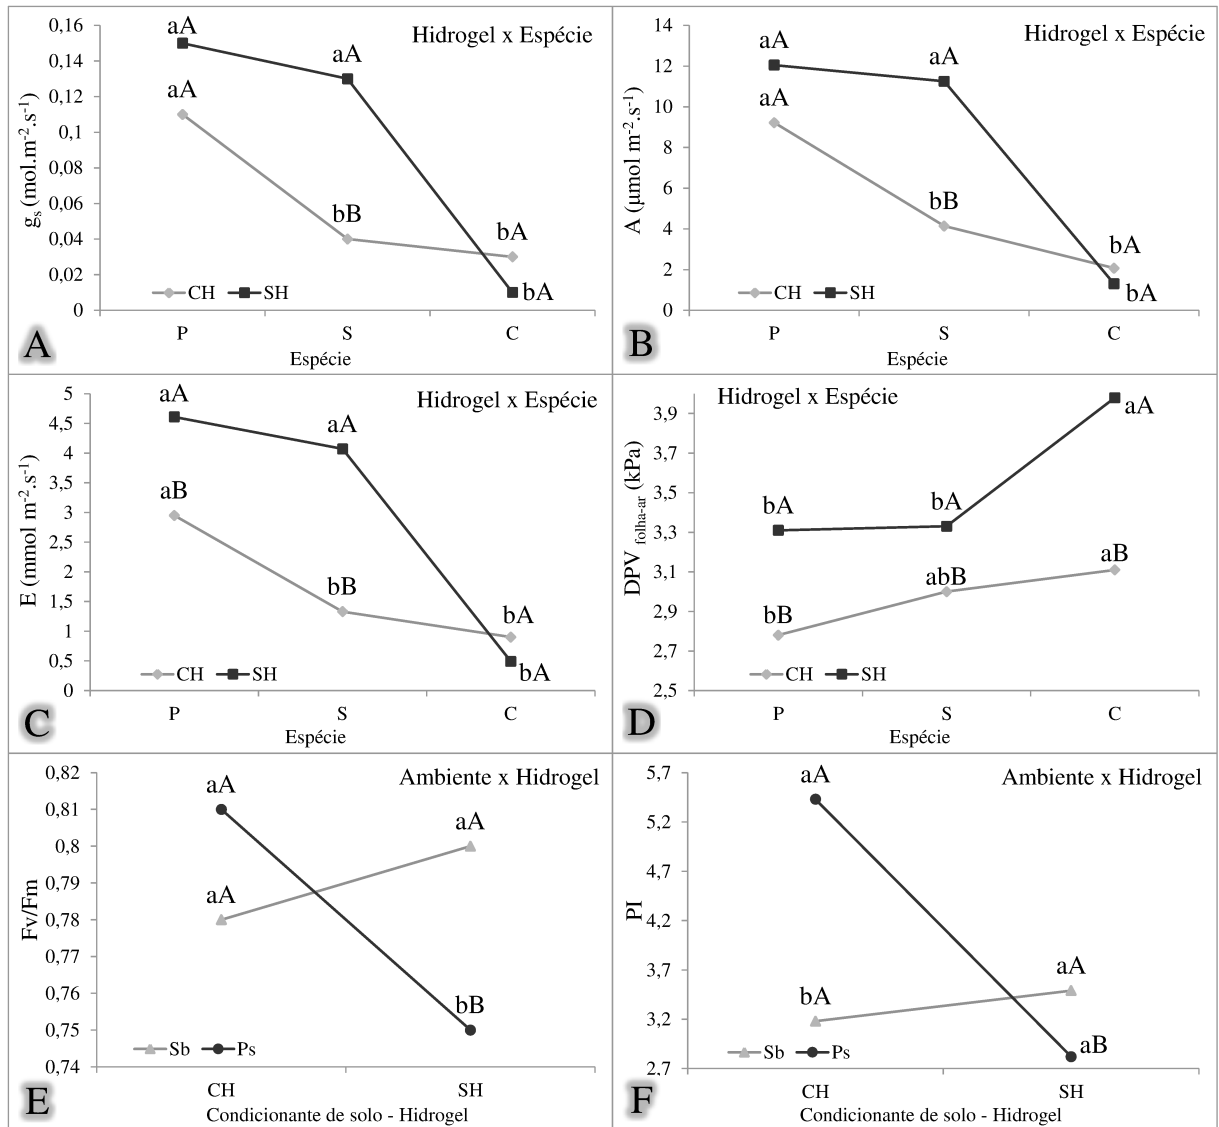 Hidrogel x Espécie
0,16
0,14
0,12
0,1
0,08
0,06
0,04
0,02
0
gs (mol.m-2.s-1)
aA
aA
aA
bB
bA
bA
CH
SH
P
S
C
Espécie
A
Hidrogel x Espécie
14
12
10
8
6
4
2
0
A (µmol m-2.s-1)
aA
aA
aA
bB
bA
bA
CH
SH
P
S
C
Espécie
B
Hidrogel x Espécie
5
4,5
4
3,5
3
2,5
2
1,5
1
0,5
0
E (mmol m-2.s-1)
aA
aA
aB
bB
bA
bA
CH
SH
P
S
C
Espécie
C
Hidrogel x Espécie
3,9
3,7
3,5
3,3
3,1
2,9
2,7
2,5
DPV folha-ar (kPa)
aA
bA
bA
aB
abB
bB
CH
SH
P
S
C
Espécie
D
Ambiente x Hidrogel
0,82
0,81
0,8
0,79
0,78
0,77
0,76
0,75
0,74
Fv/Fm
aA
aA
aA
bB
Sb
Ps
CH
SH
Condicionante de solo - Hidrogel
E
Ambiente x Hidrogel
5,7
5,2
4,7
4,2
3,7
3,2
2,7
PI
aA
aA
bA
aB
Sb
Ps
CH
SH
Condicionante de solo - Hidrogel
F